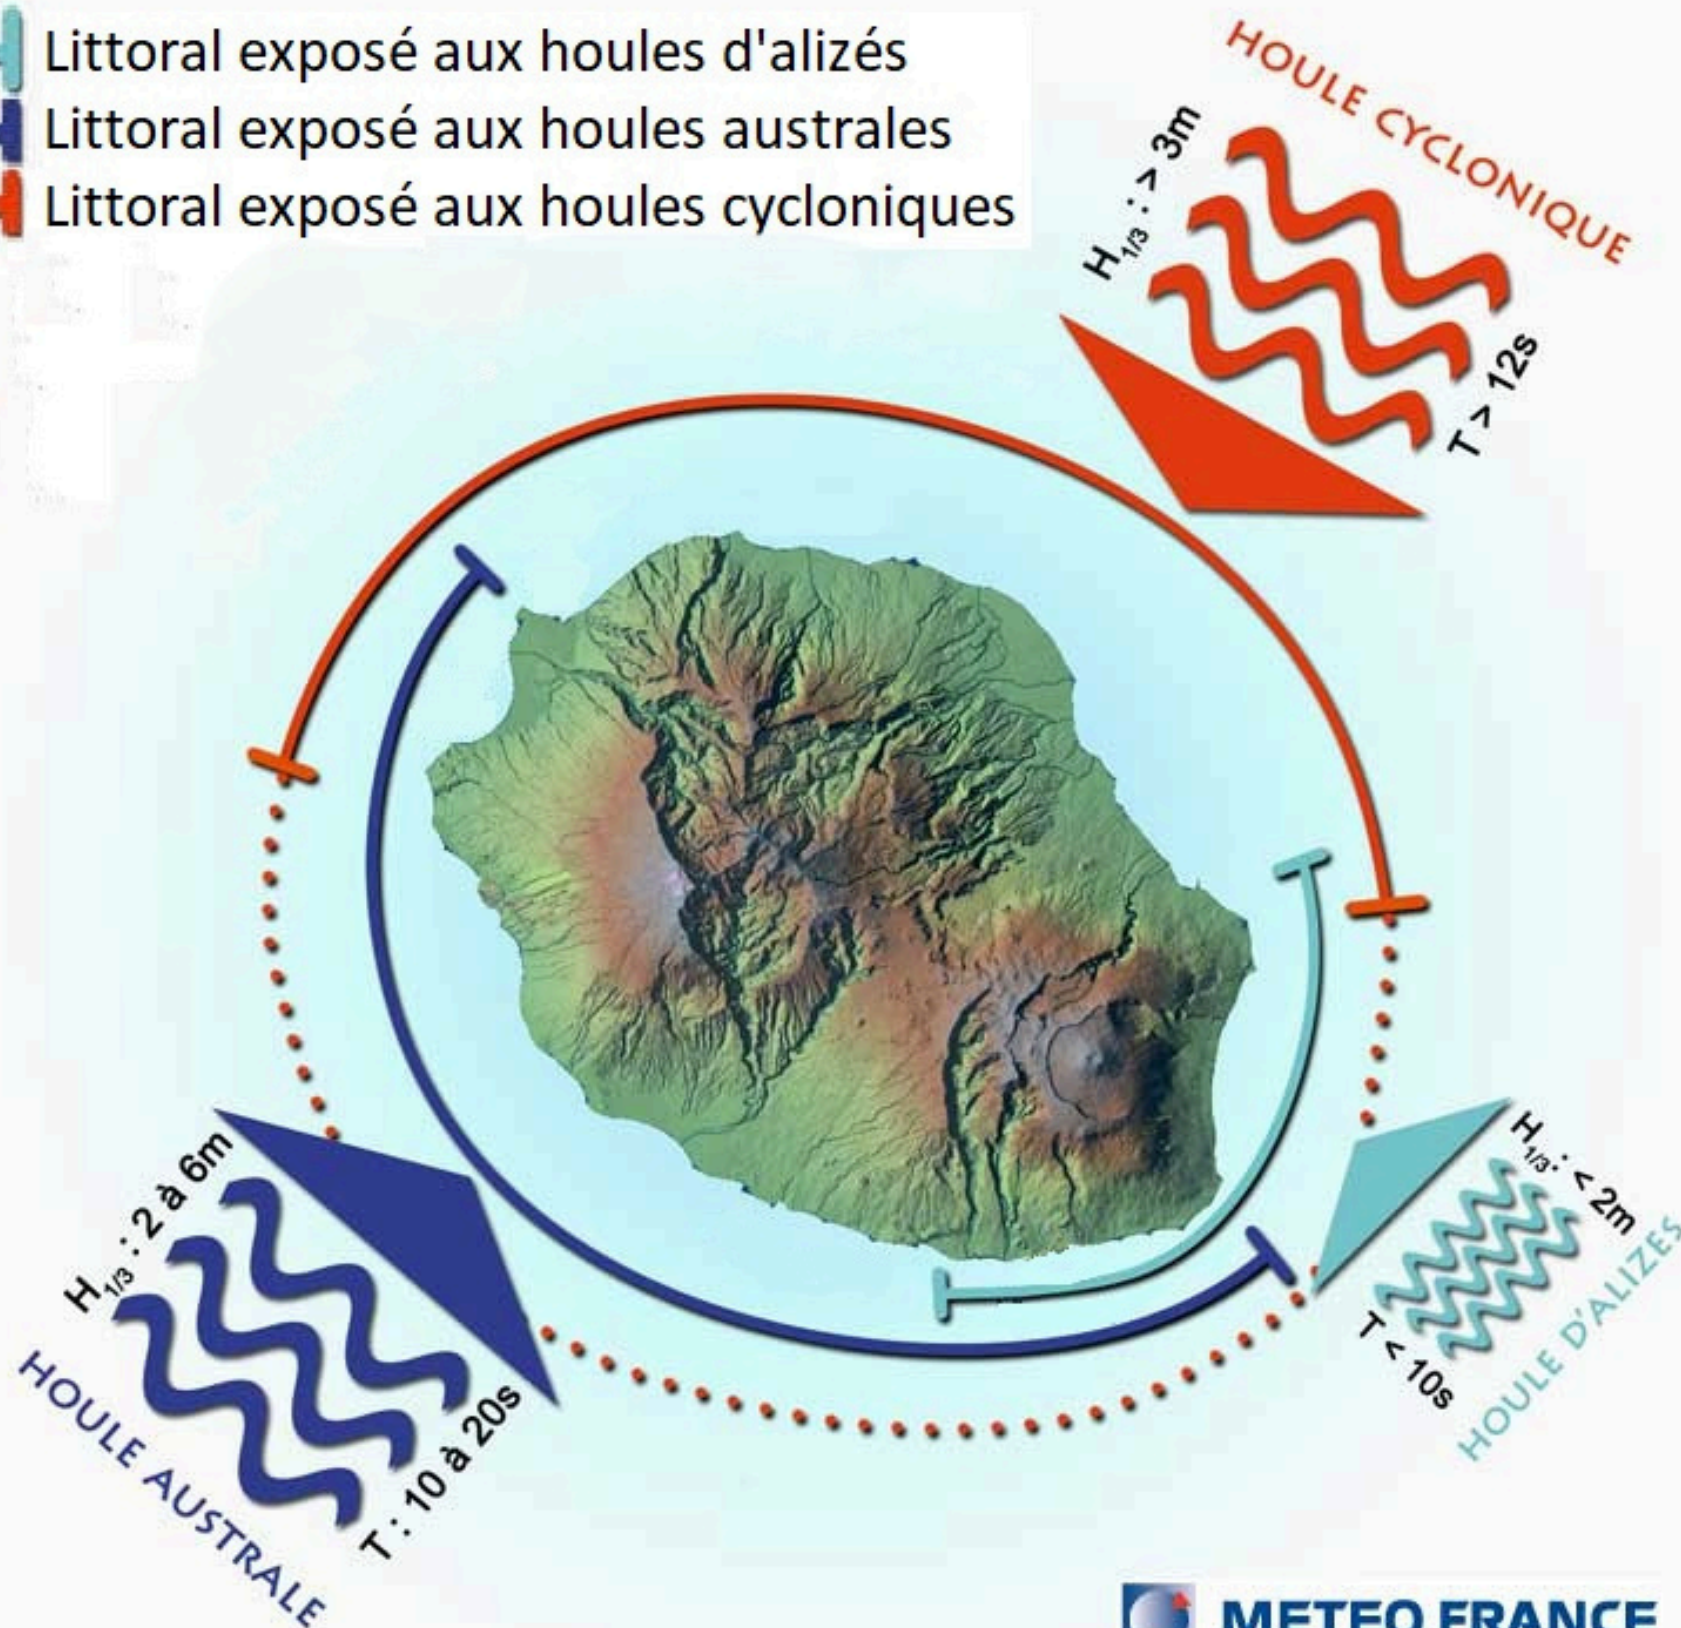 Littoral exposé aux houles d'alizés
Littoral exposé aux houles australes
Littoral exposé aux houles cycloniques
HOULE CYCLONIQUE
H1/3 : > 3m
T > 12s
H1/3 : < 2m
T < 10s
HOULE D'ALIZES
H1/3 : 2 à 6m
T : 10 à 20s
HOULE AUSTRALE
METEO FRANCE